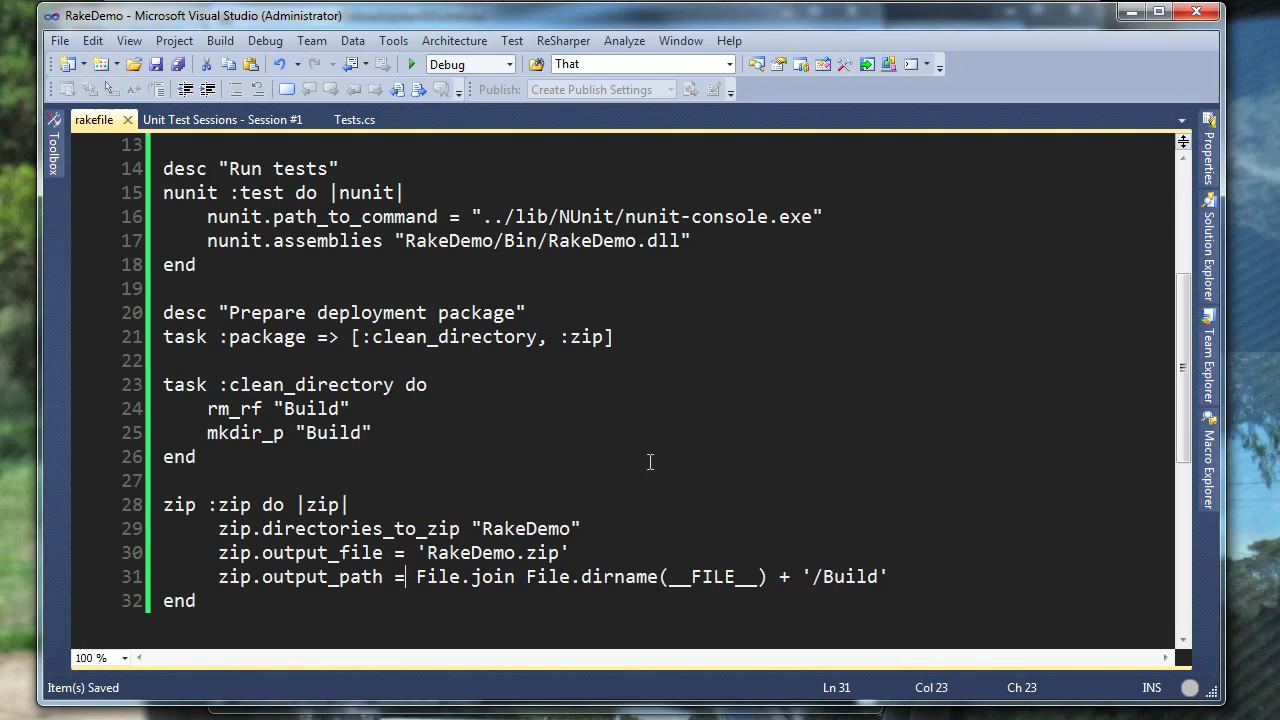 RakeDemo - Microsoft Visual Studio (Administrator)
File Edit View Project Build Debug Team Data Tools Architecture Test ReSharper Analyze Window Help
Debug That
Publish: Create Publish Settings
rakefile Unit Test Sessions - Session #1 Tests.cs
Toolbox
Properties
Solution Explorer
Team Explorer
Macro Explorer
13
14 desc "Run tests"
15 nunit :test do |nunit|
16 nunit.path_to_command = "../lib/NUnit/nunit-console.exe"
17 nunit.assemblies "RakeDemo/Bin/RakeDemo.dll"
18 end
19
20 desc "Prepare deployment package"
21 task :package => [:clean_directory, :zip]
22
23 task :clean_directory do
24 rm_rf "Build"
25 mkdir_p "Build"
26 end
27
28 zip :zip do |zip|
29 zip.directories_to_zip "RakeDemo"
30 zip.output_file = 'RakeDemo.zip'
31 zip.output_path = File.join File.dirname(__FILE__) + '/Build'
32 end
100 %
Item(s) Saved Ln 31 Col 23 Ch 23 INS